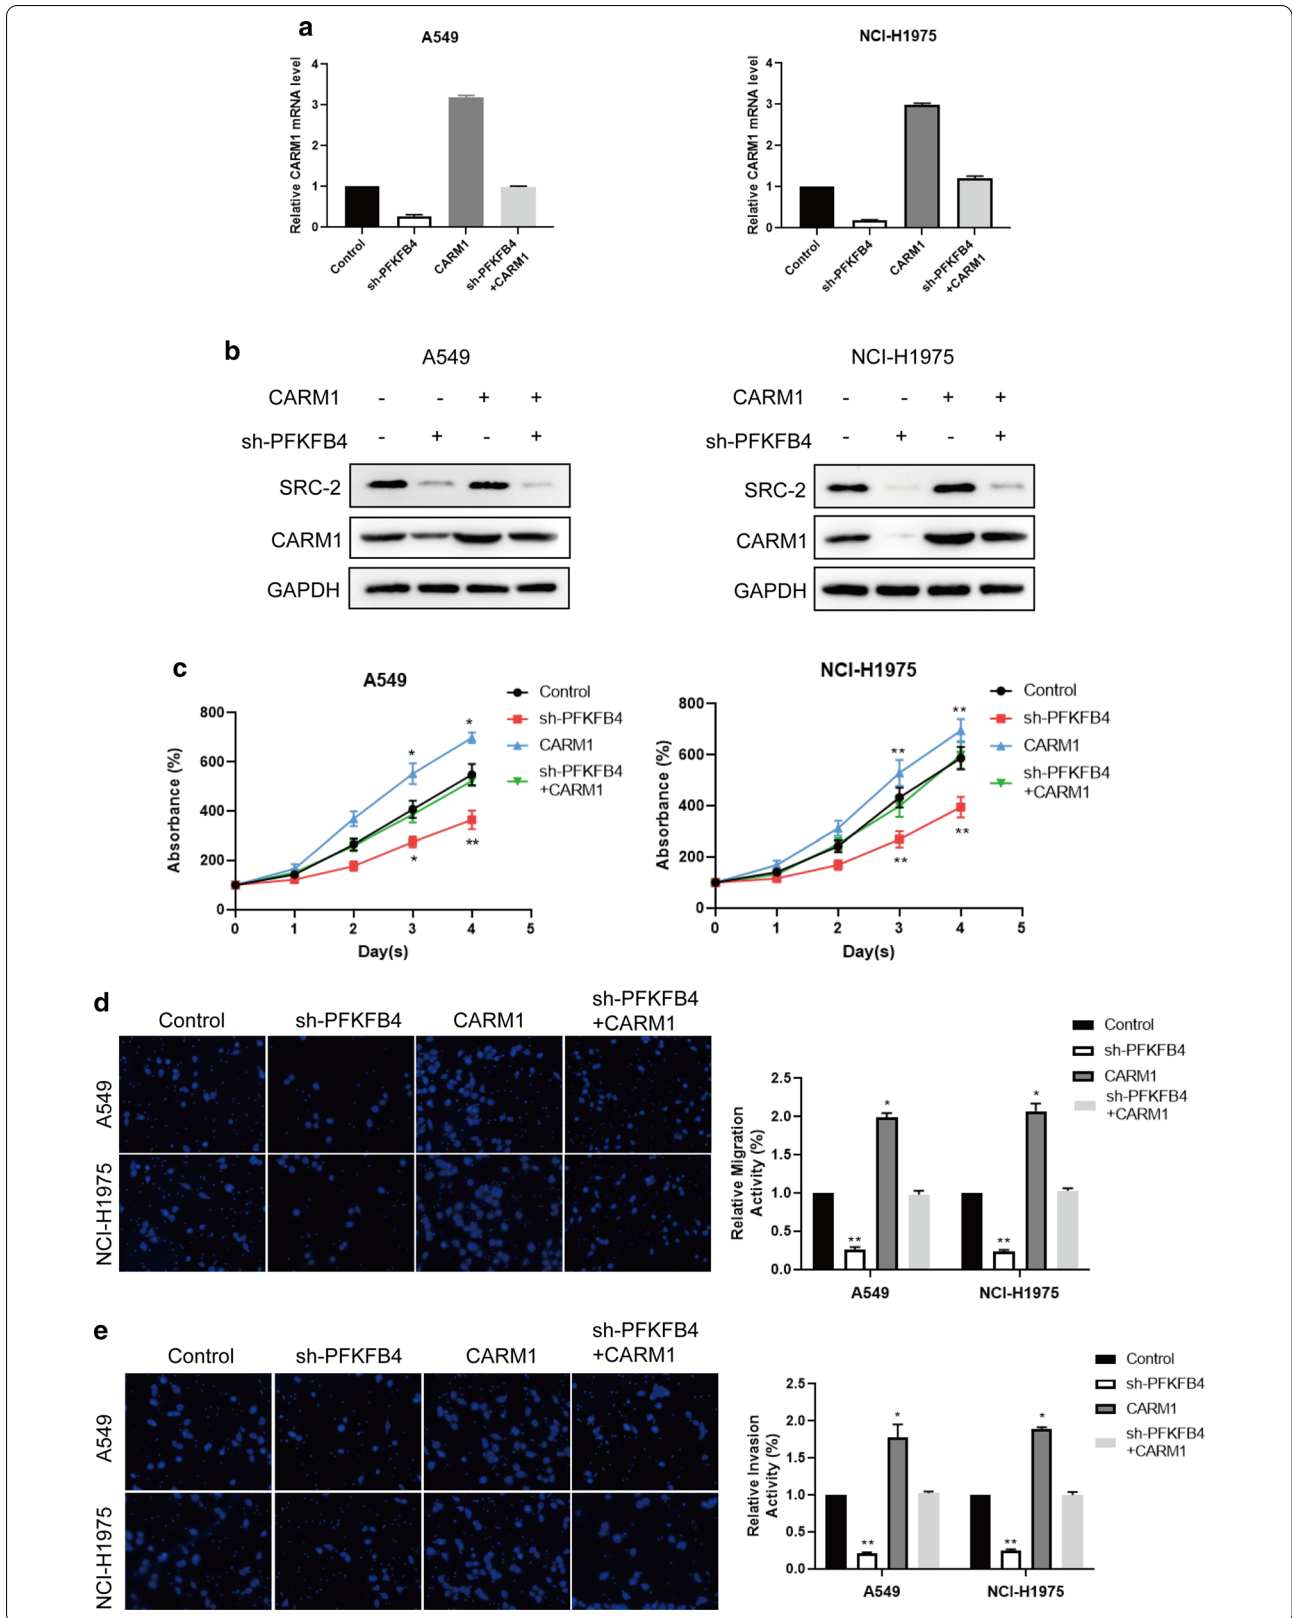 a
A549
NCI-H1975
Relative CARM1 mRNA level
4
3
2
1
0
Control
sh-PFKFB4
CARM1
sh-PFKFB4
+CARM1
Relative CARM1 mRNA level
4
3
2
1
0
Control
sh-PFKFB4
CARM1
sh-PFKFB4
+CARM1
b
A549
CARM1 - - + +
sh-PFKFB4 - + - +
SRC-2
CARM1
GAPDH
NCI-H1975
CARM1 - - + +
sh-PFKFB4 - + - +
SRC-2
CARM1
GAPDH
c
A549
Absorbance (%)
800
600
400
200
0
0 1 2 3 4 5
Day(s)
* *
* **
Control
sh-PFKFB4
CARM1
sh-PFKFB4
+CARM1
NCI-H1975
Absorbance (%)
800
600
400
200
0
0 1 2 3 4 5
Day(s)
** **
** **
Control
sh-PFKFB4
CARM1
sh-PFKFB4
+CARM1
d
Control sh-PFKFB4 CARM1 sh-PFKFB4
+CARM1
A549
NCI-H1975
Control
sh-PFKFB4
CARM1
sh-PFKFB4
+CARM1
Relative Migration
Activity (%)
2.5
2.0
1.5
1.0
0.5
0.0
** * ** *
A549 NCI-H1975
e
Control sh-PFKFB4 CARM1 sh-PFKFB4
+CARM1
A549
NCI-H1975
Control
sh-PFKFB4
CARM1
sh-PFKFB4
+CARM1
Relative Invasion
Activity (%)
2.5
2.0
1.5
1.0
0.5
0.0
** * ** *
A549 NCI-H1975